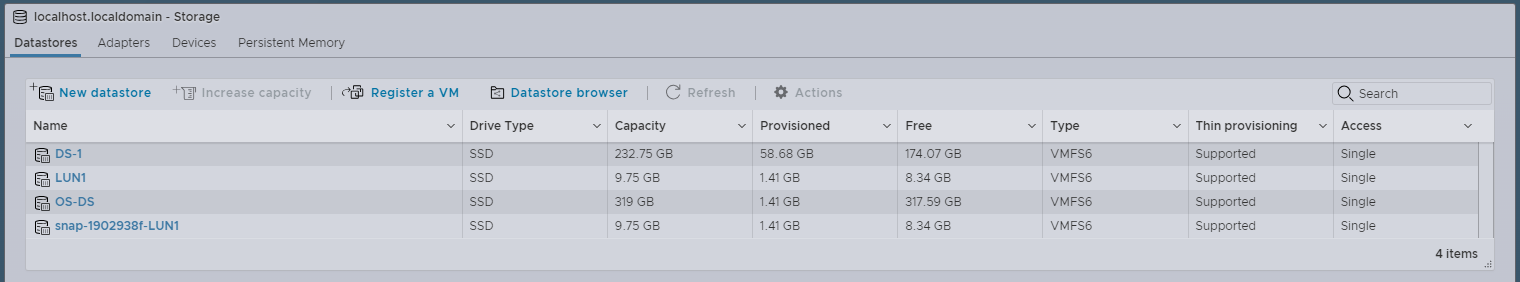 localhost.localdomain - Storage
Datastores Adapters Devices Persistent Memory
New datastore Increase capacity Register a VM Datastore browser Refresh Actions Search
Name Drive Type Capacity Provisioned Free Type Thin provisioning Access
DS-1 SSD 232.75 GB 58.68 GB 174.07 GB VMFS6 Supported Single
LUN1 SSD 9.75 GB 1.41 GB 8.34 GB VMFS6 Supported Single
OS-DS SSD 319 GB 1.41 GB 317.59 GB VMFS6 Supported Single
snap-1902938f-LUN1 SSD 9.75 GB 1.41 GB 8.34 GB VMFS6 Supported Single
4 items